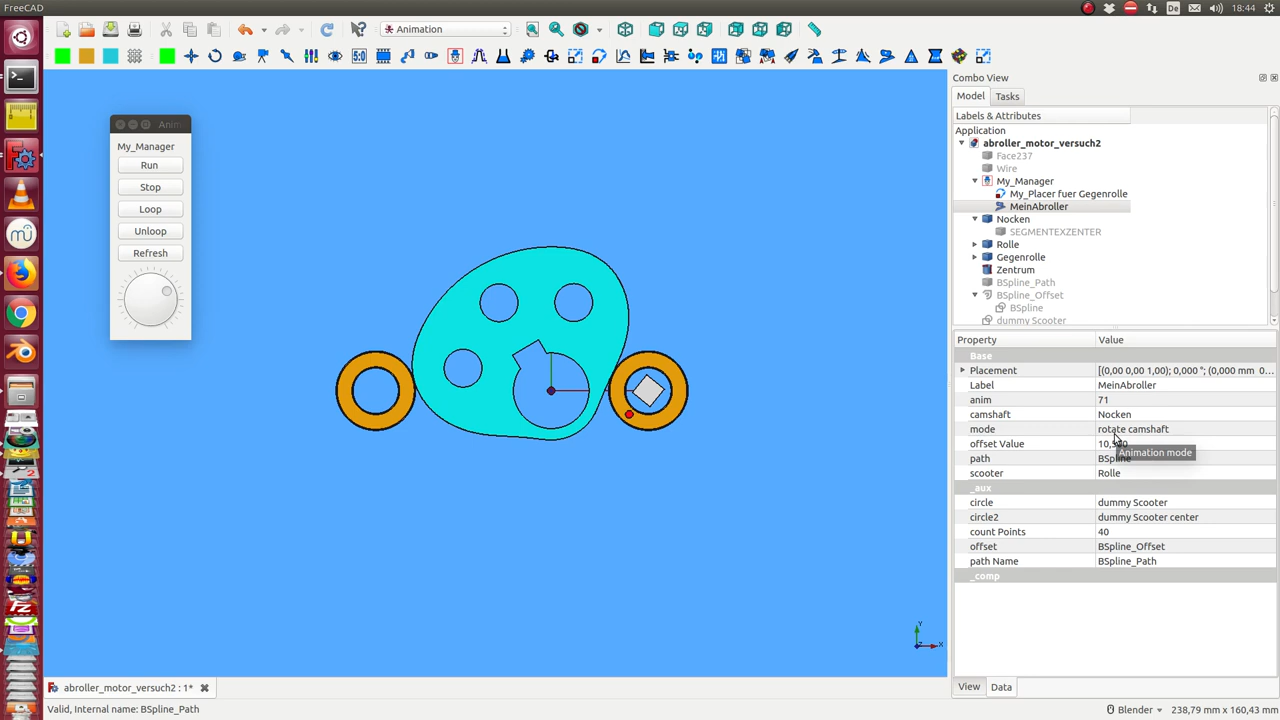 FreeCAD
De
18:44
Animation
Anim
My_Manager
Run
Stop
Loop
Unloop
Refresh
Combo View
Model
Tasks
Labels & Attributes
Application
abroller_motor_versuch2
Face237
Wire
My_Manager
My_Placer fuer Gegenrolle
MeinAbroller
Nocken
SEGMENTEXZENTER
Rolle
Gegenrolle
Zentrum
BSpline_Path
BSpline_Offset
BSpline
dummy Scooter
Property Value
Base
Placement [(0,00 0,00 1,00); 0,000 °; (0,000 mm 0...
Label MeinAbroller
anim 71
camshaft Nocken
mode rotate camshaft
offset Value
path BSpline
Animation mode
scooter Rolle
_aux
circle dummy Scooter
circle2 dummy Scooter center
count Points 40
offset BSpline_Offset
path Name BSpline_Path
_comp
View
Data
Y
X
abroller_motor_versuch2 : 1*
Valid, Internal name: BSpline_Path
Blender
238,79 mm x 160,43 mm